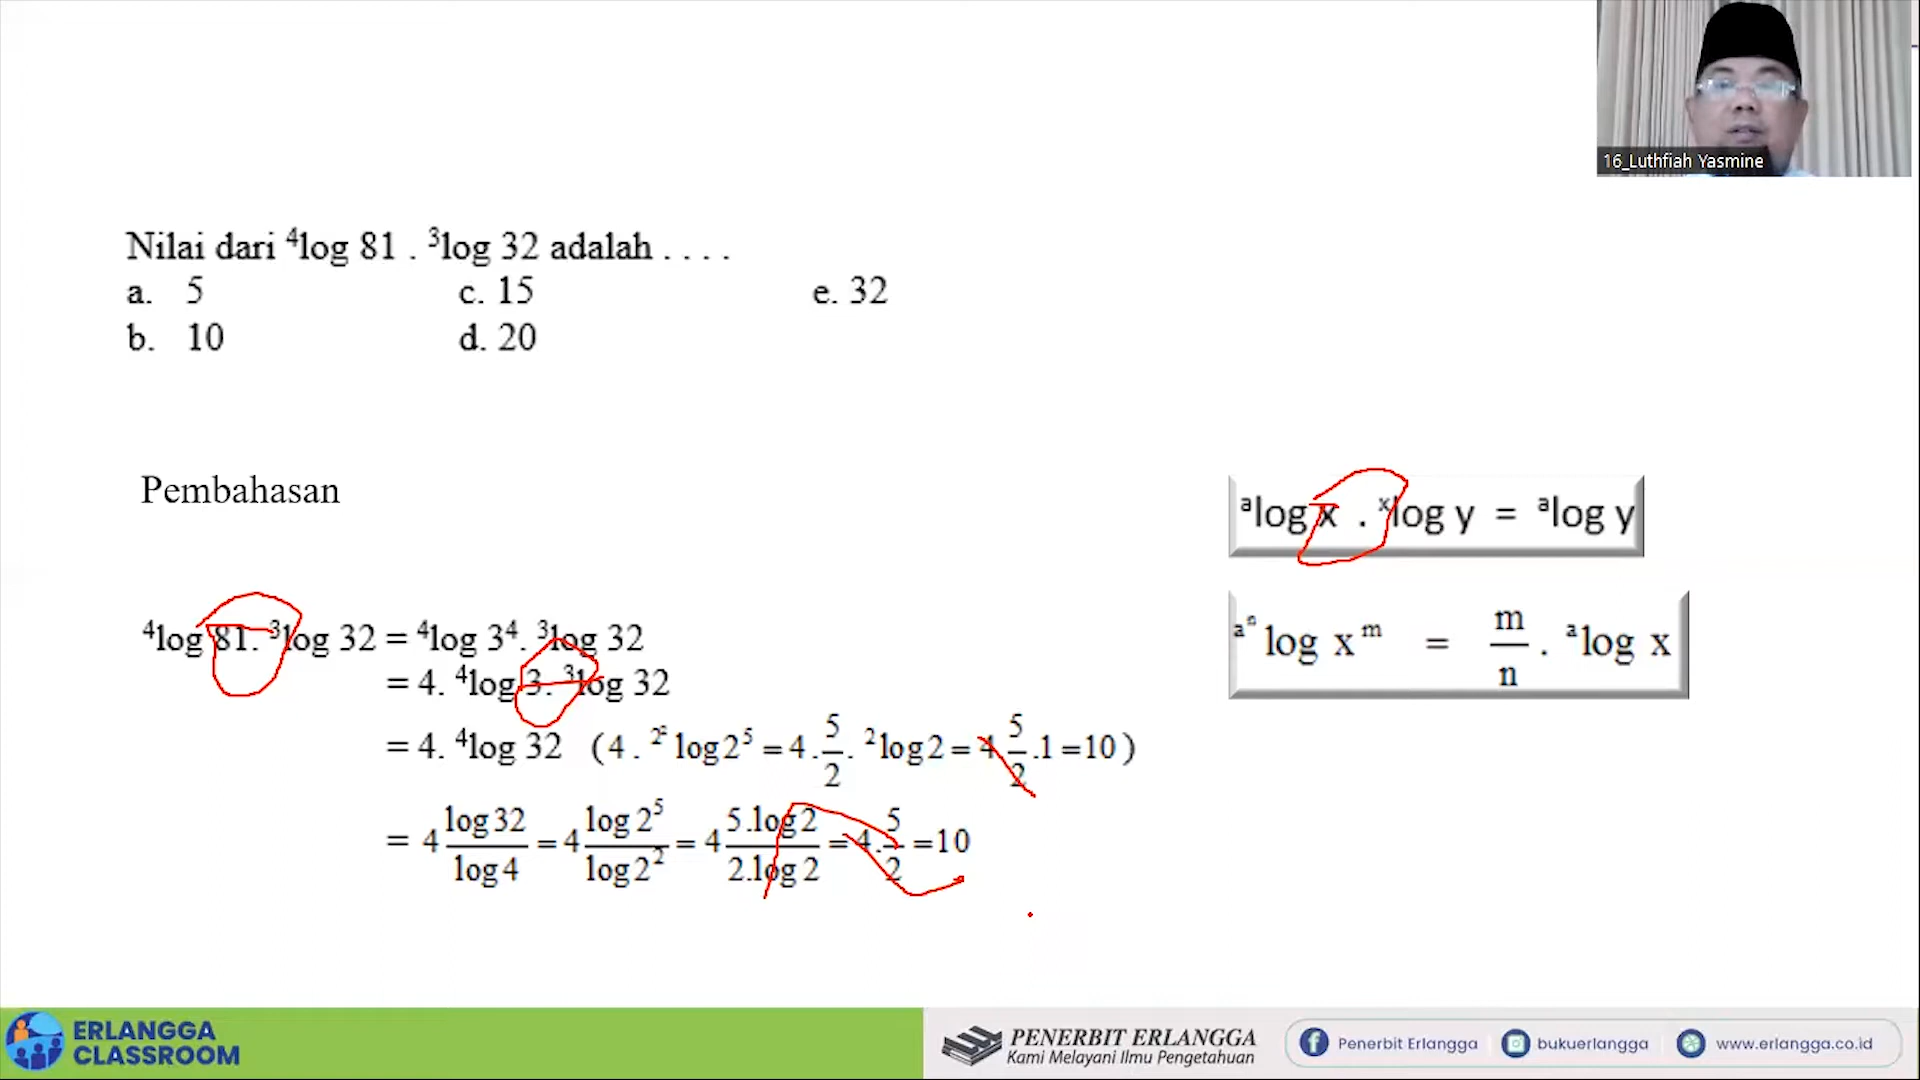 16_Luthfiah Yasmine
Nilai dari ⁴log 81 . ³log 32 adalah . . . .
a. 5 c. 15 e. 32
b. 10 d. 20
Pembahasan
ᵃlog x . ˣlog y = ᵃlog y
a^n log x^m = m/n . ᵃlog x
⁴log 81. ³log 32 = ⁴log 3⁴. ³log 32
= 4. ⁴log 3. ³log 32
= 4. ⁴log 32 (4 . 2^2 log 2⁵ = 4 . 5/2 . ²log 2 = 4. 5/2 .1 = 10 )
= 4 log 32/log 4 = 4 log 2⁵/log 2² = 4 5.log 2/2.log 2 = 4. 5/2 = 10
ERLANGGA
CLASSROOM
PENERBIT ERLANGGA
Kami Melayani Ilmu Pengetahuan
Penerbit Erlangga
bukuerlangga
www.erlangga.co.id